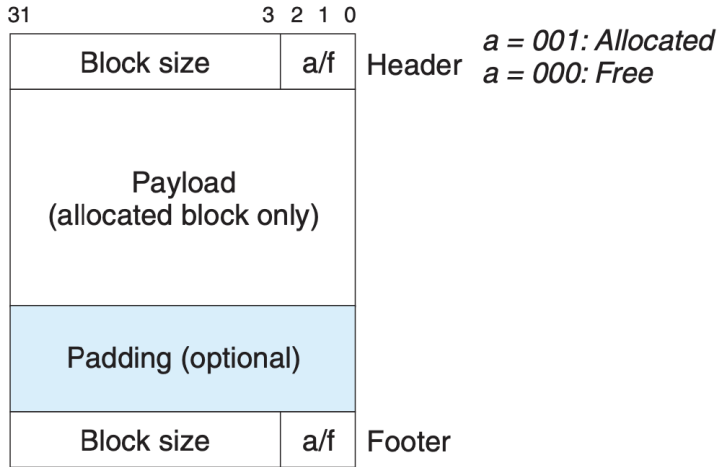 31 3 2 1 0
Block size a/f Header a = 001: Allocated
a = 000: Free
Payload
(allocated block only)
Padding (optional)
Block size a/f Footer